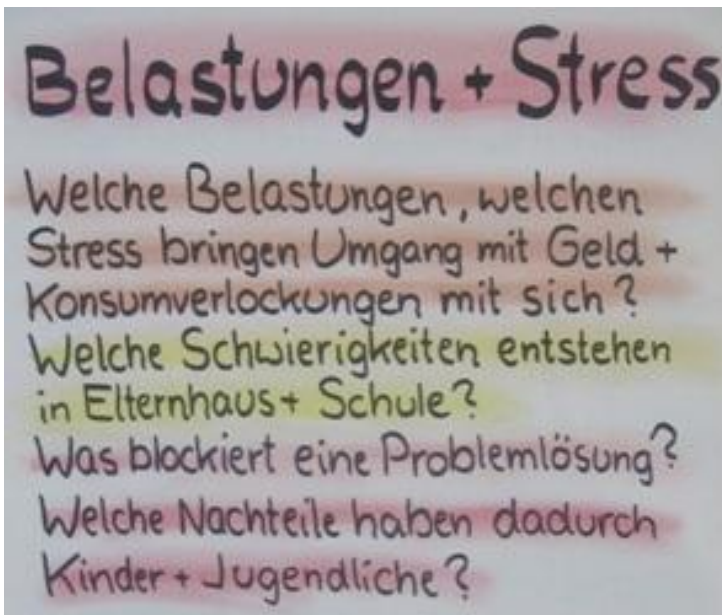 Belastungen + Stress
Welche Belastungen, welchen
Stress bringen Umgang mit Geld +
Konsumverlockungen mit sich?
Welche Schwierigkeiten entstehen
in Elternhaus + Schule?
Was blockiert eine Problemlösung?
Welche Nachteile haben dadurch
Kinder + Jugendliche?